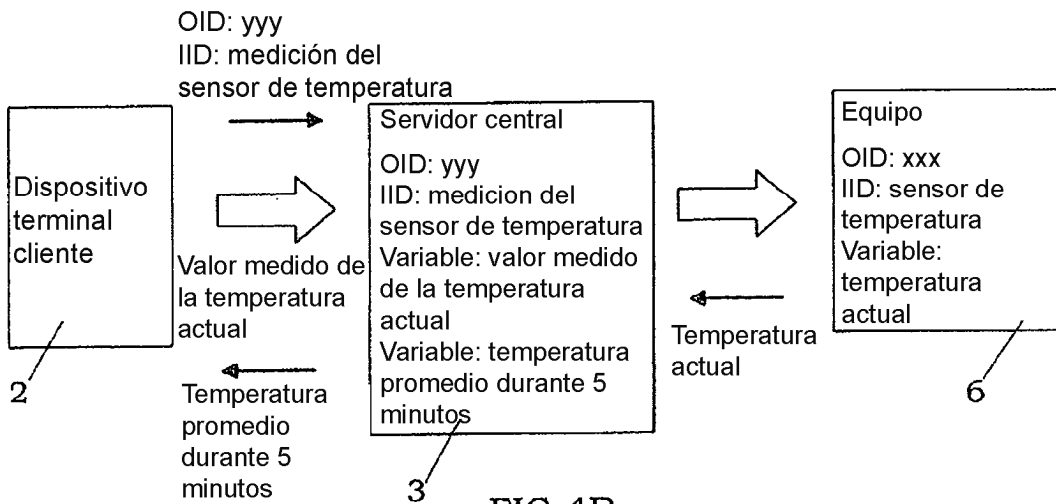 OID: yyy
IID: medición del
sensor de temperatura
Dispositivo
terminal
cliente
2
Valor medido de
la temperatura
actual
Temperatura
promedio
durante 5
minutos
Servidor central
OID: yyy
IID: medicion del
sensor de temperatura
Variable: valor medido
de la temperatura
actual
Variable: temperatura
promedio durante 5
minutos
3
Temperatura
actual
Equipo
OID: xxx
IID: sensor de
temperatura
Variable:
temperatura
actual
6